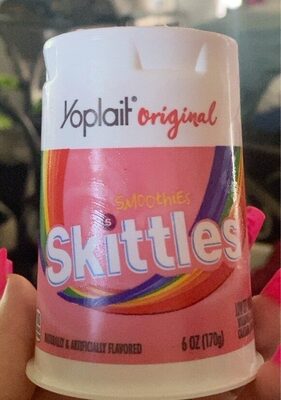 Yoplait® original
SMOOTHIES
Skittles
NATURALLY & ARTIFICIALLY FLAVORED
6 OZ (170g)